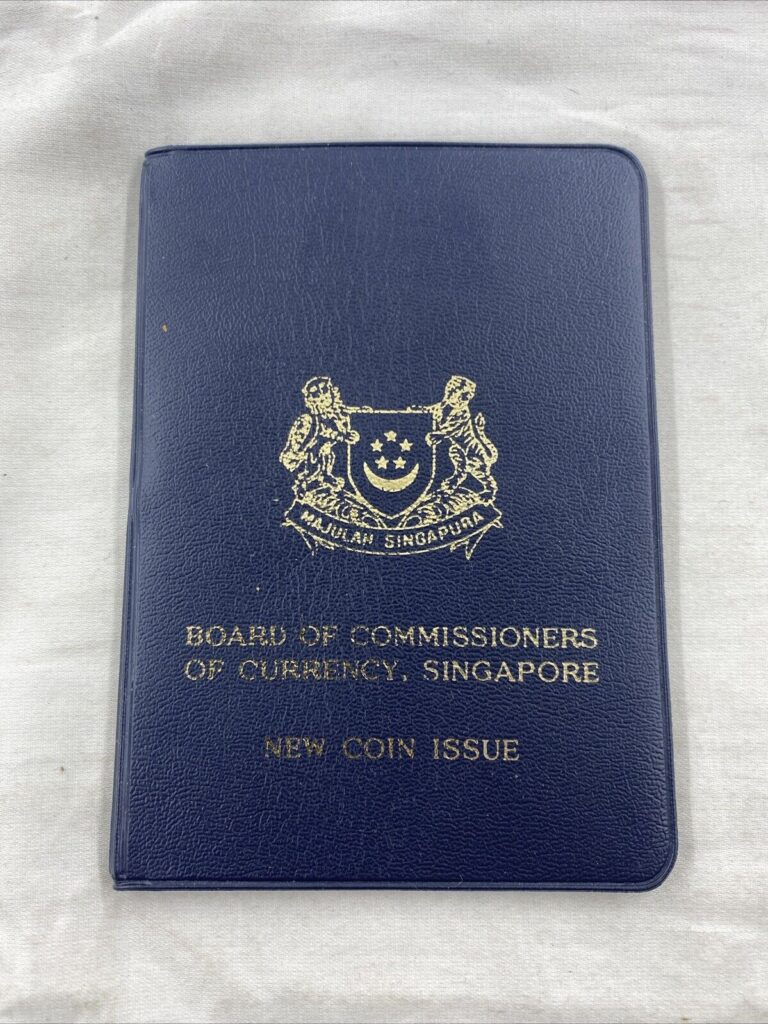 MAJULAH SINGAPURA
BOARD OF COMMISSIONERS
OF CURRENCY, SINGAPORE
NEW COIN ISSUE